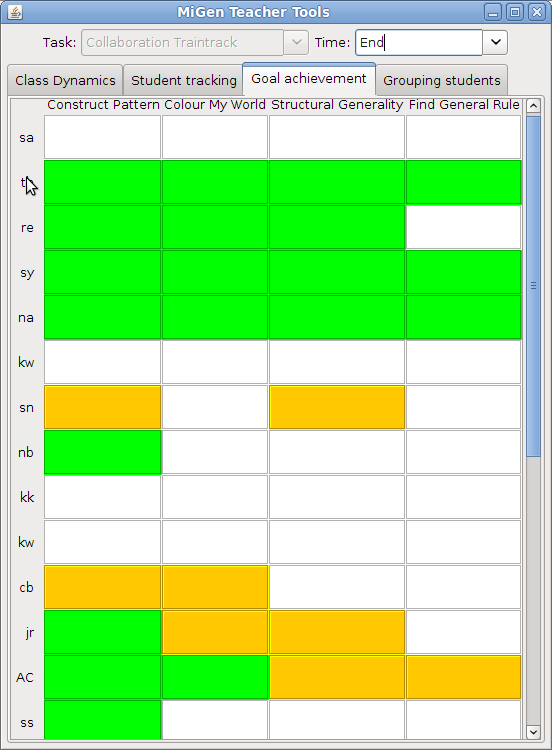 MiGen Teacher Tools
Task: Collaboration Traintrack Time: End
Class Dynamics Student tracking Goal achievement Grouping students
Construct Pattern Colour My World Structural Generality Find General Rule
sa
re
sy
na
kw
sn
nb
kk
kw
cb
jr
AC
ss